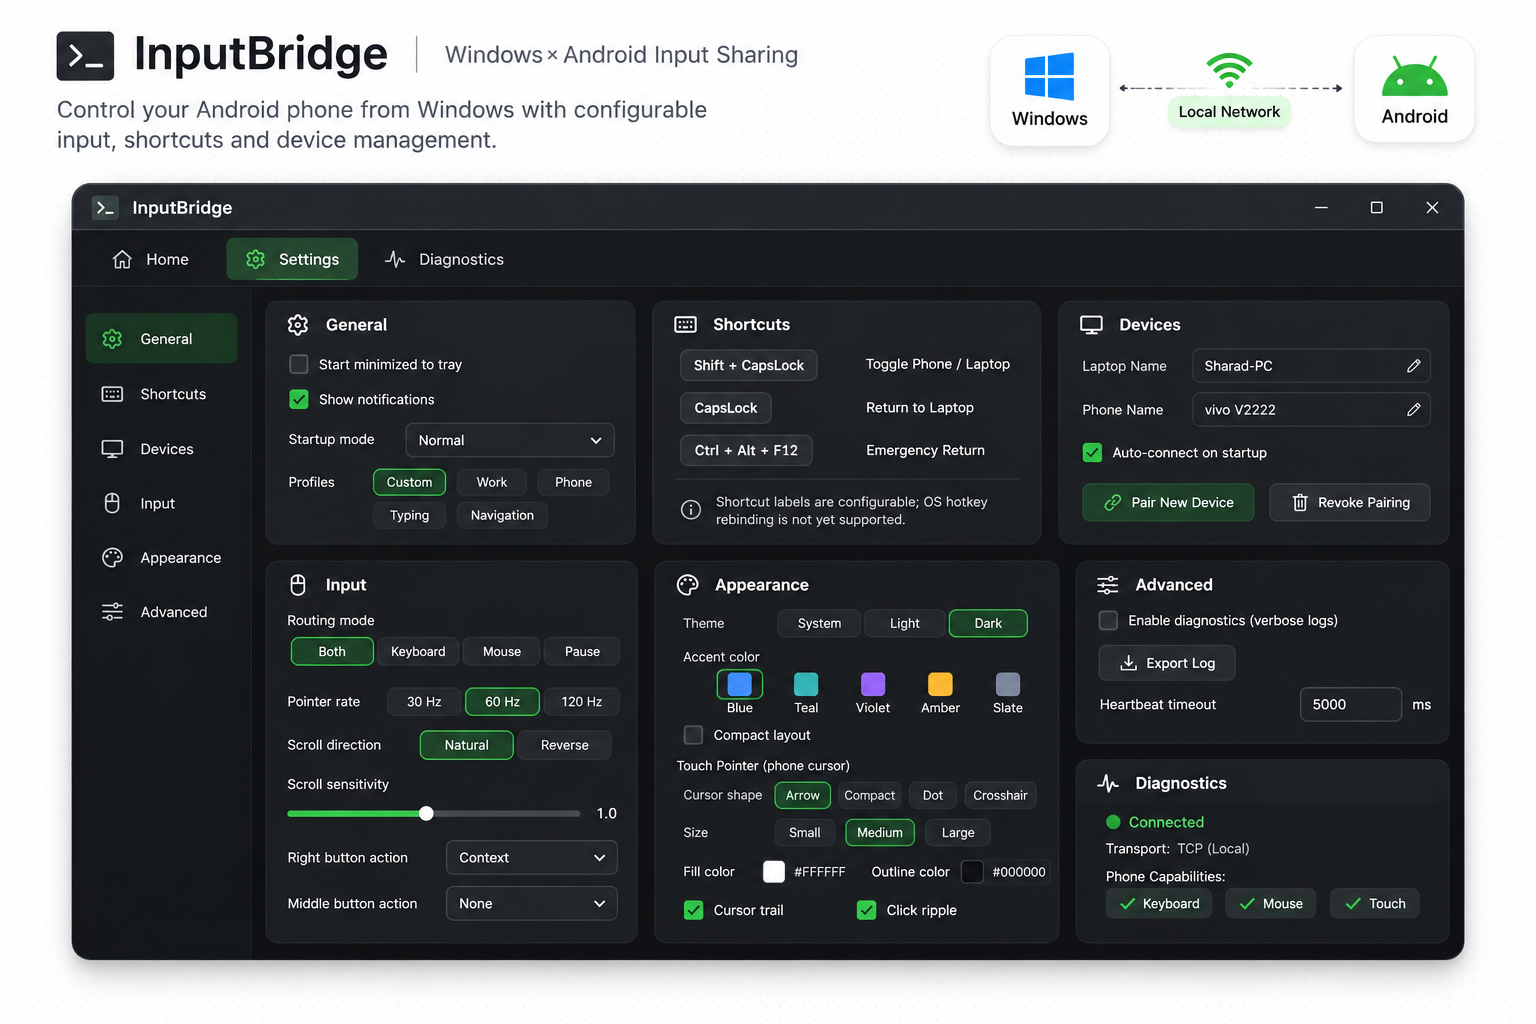 InputBridge
Windows × Android Input Sharing
Control your Android phone from Windows with configurable
input, shortcuts and device management.
Windows
Local Network
Android
InputBridge
Home
Settings
Diagnostics
General
Shortcuts
Devices
Input
Appearance
Advanced
General
Start minimized to tray
Show notifications
Startup mode Normal
Profiles Custom Work Phone
Typing Navigation
Shortcuts
Shift + CapsLock Toggle Phone / Laptop
CapsLock Return to Laptop
Ctrl + Alt + F12 Emergency Return
Shortcut labels are configurable; OS hotkey
rebinding is not yet supported.
Devices
Laptop Name Sharad-PC
Phone Name vivo V2222
Auto-connect on startup
Pair New Device Revoke Pairing
Input
Routing mode
Both Keyboard Mouse Pause
Pointer rate 30 Hz 60 Hz 120 Hz
Scroll direction Natural Reverse
Scroll sensitivity
1.0
Right button action Context
Middle button action None
Appearance
Theme System Light Dark
Accent color
Blue Teal Violet Amber Slate
Compact layout
Touch Pointer (phone cursor)
Cursor shape Arrow Compact Dot Crosshair
Size Small Medium Large
Fill color #FFFFFF Outline color #000000
Cursor trail Click ripple
Advanced
Enable diagnostics (verbose logs)
Export Log
Heartbeat timeout 5000 ms
Diagnostics
Connected
Transport: TCP (Local)
Phone Capabilities:
Keyboard Mouse Touch